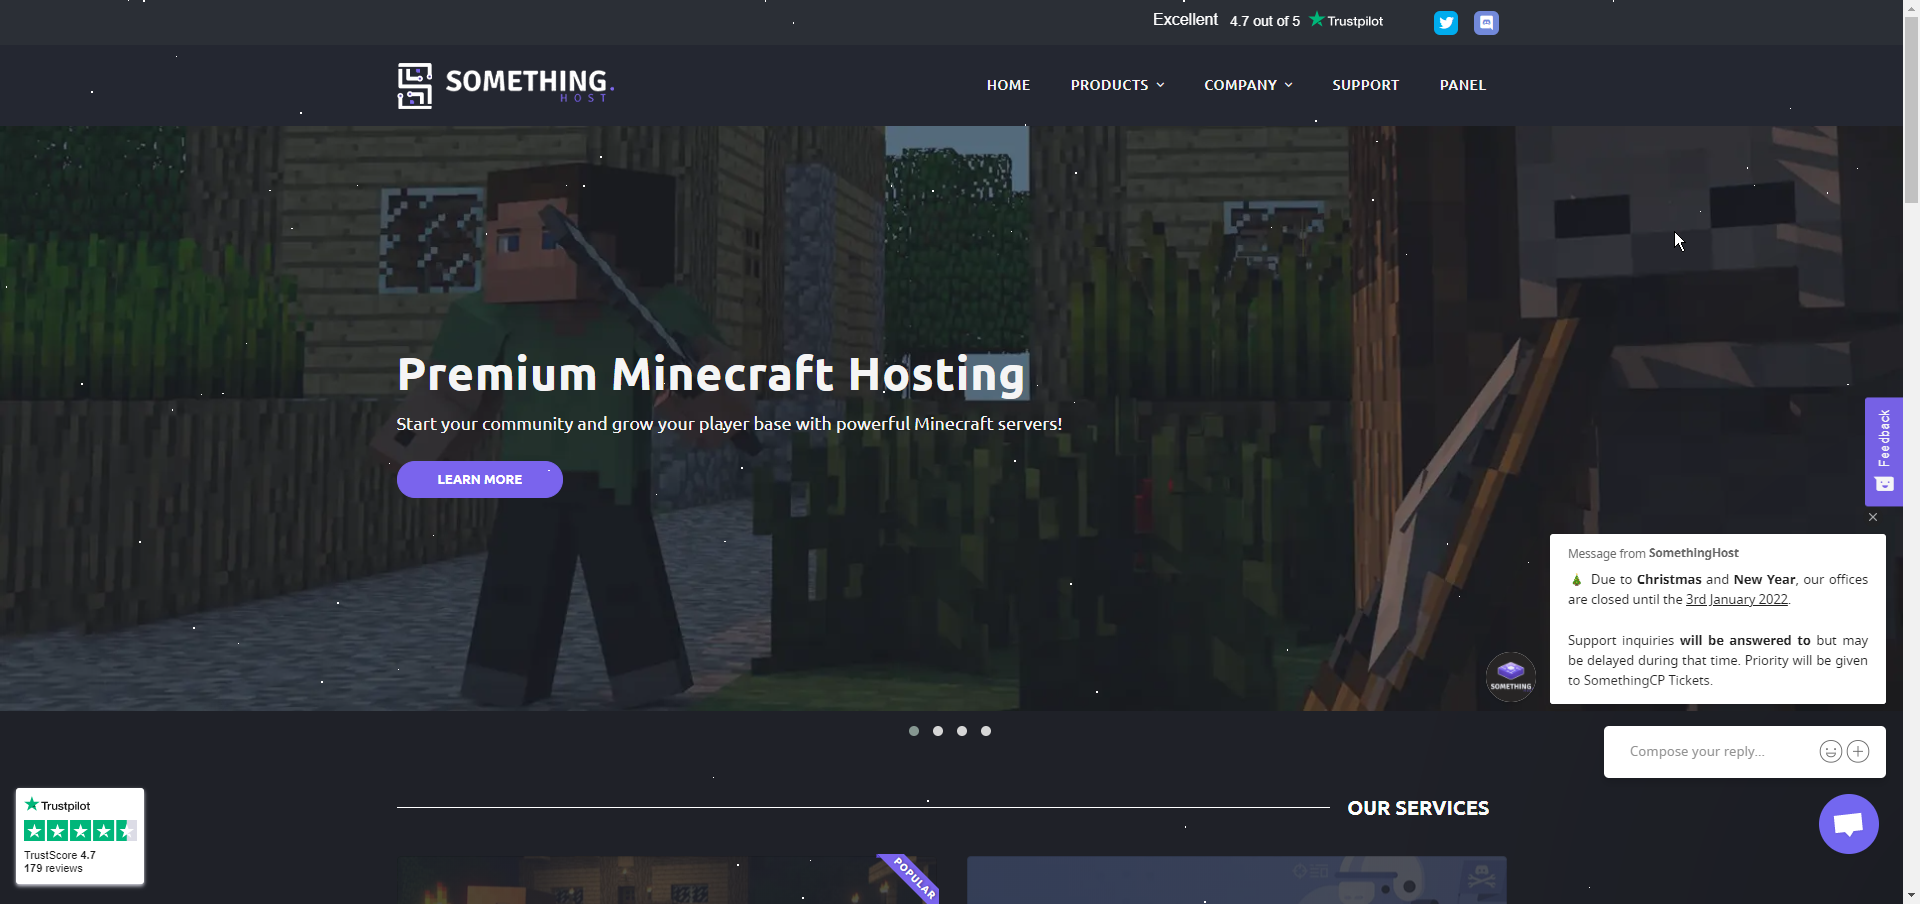 Excellent 4.7 out of 5 Trustpilot
SOMETHING.
HOST
HOME PRODUCTS COMPANY SUPPORT PANEL
Premium Minecraft Hosting
Start your community and grow your player base with powerful Minecraft servers!
LEARN MORE
Feedback
Message from SomethingHost
Due to Christmas and New Year, our offices
are closed until the 3rd January 2022.
Support inquiries will be answered to but may
be delayed during that time. Priority will be given
to SomethingCP Tickets.
SOMETHING
Compose your reply...
Trustpilot
TrustScore 4.7
179 reviews
OUR SERVICES
POPULAR